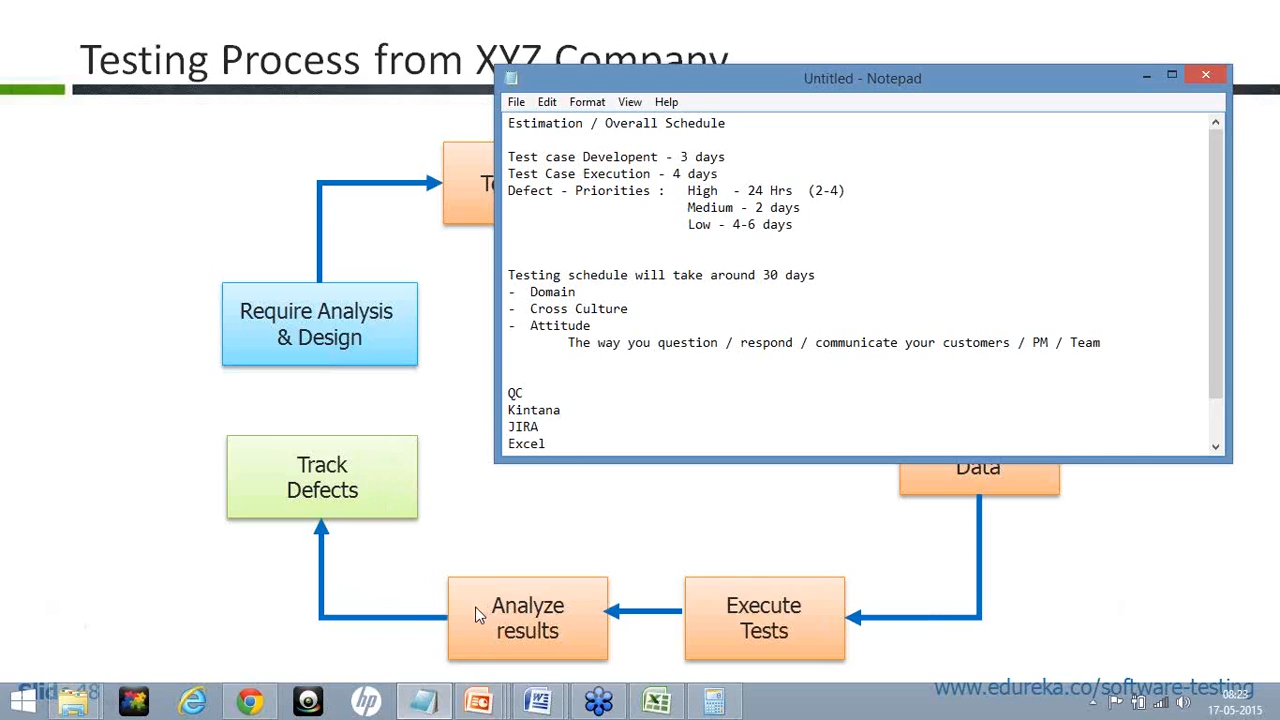 Testing Process from XYZ Company
Untitled - Notepad
File Edit Format View Help
Estimation / Overall Schedule
Test case Developent - 3 days
Test Case Execution - 4 days
Defect - Priorities : High - 24 Hrs (2-4)
Medium - 2 days
Low - 4-6 days
Testing schedule will take around 30 days
- Domain
- Cross Culture
- Attitude
The way you question / respond / communicate your customers / PM / Team
QC
Kintana
JIRA
Excel
Require Analysis
& Design
Track
Defects
Data
Analyze
results
Execute
Tests
www.edureka.co/software-testing
hp
17-05-2015